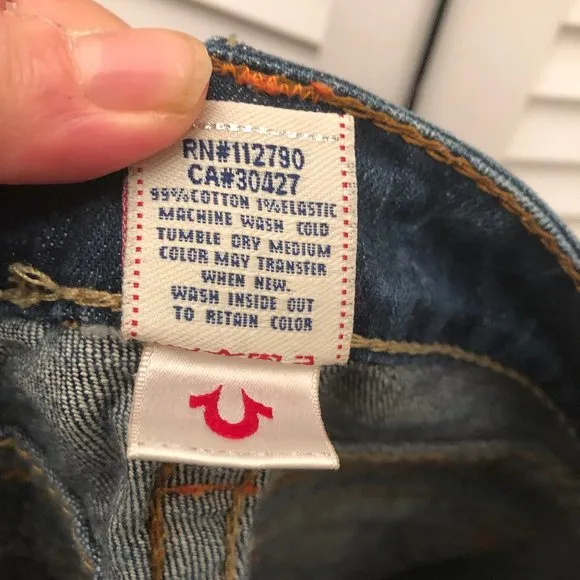 RN#112790
CA#30427
99%COTTON 1%ELASTIC
MACHINE WASH COLD
TUMBLE DRY MEDIUM
COLOR MAY TRANSFER
WHEN NEW.
WASH INSIDE OUT
TO RETAIN COLOR